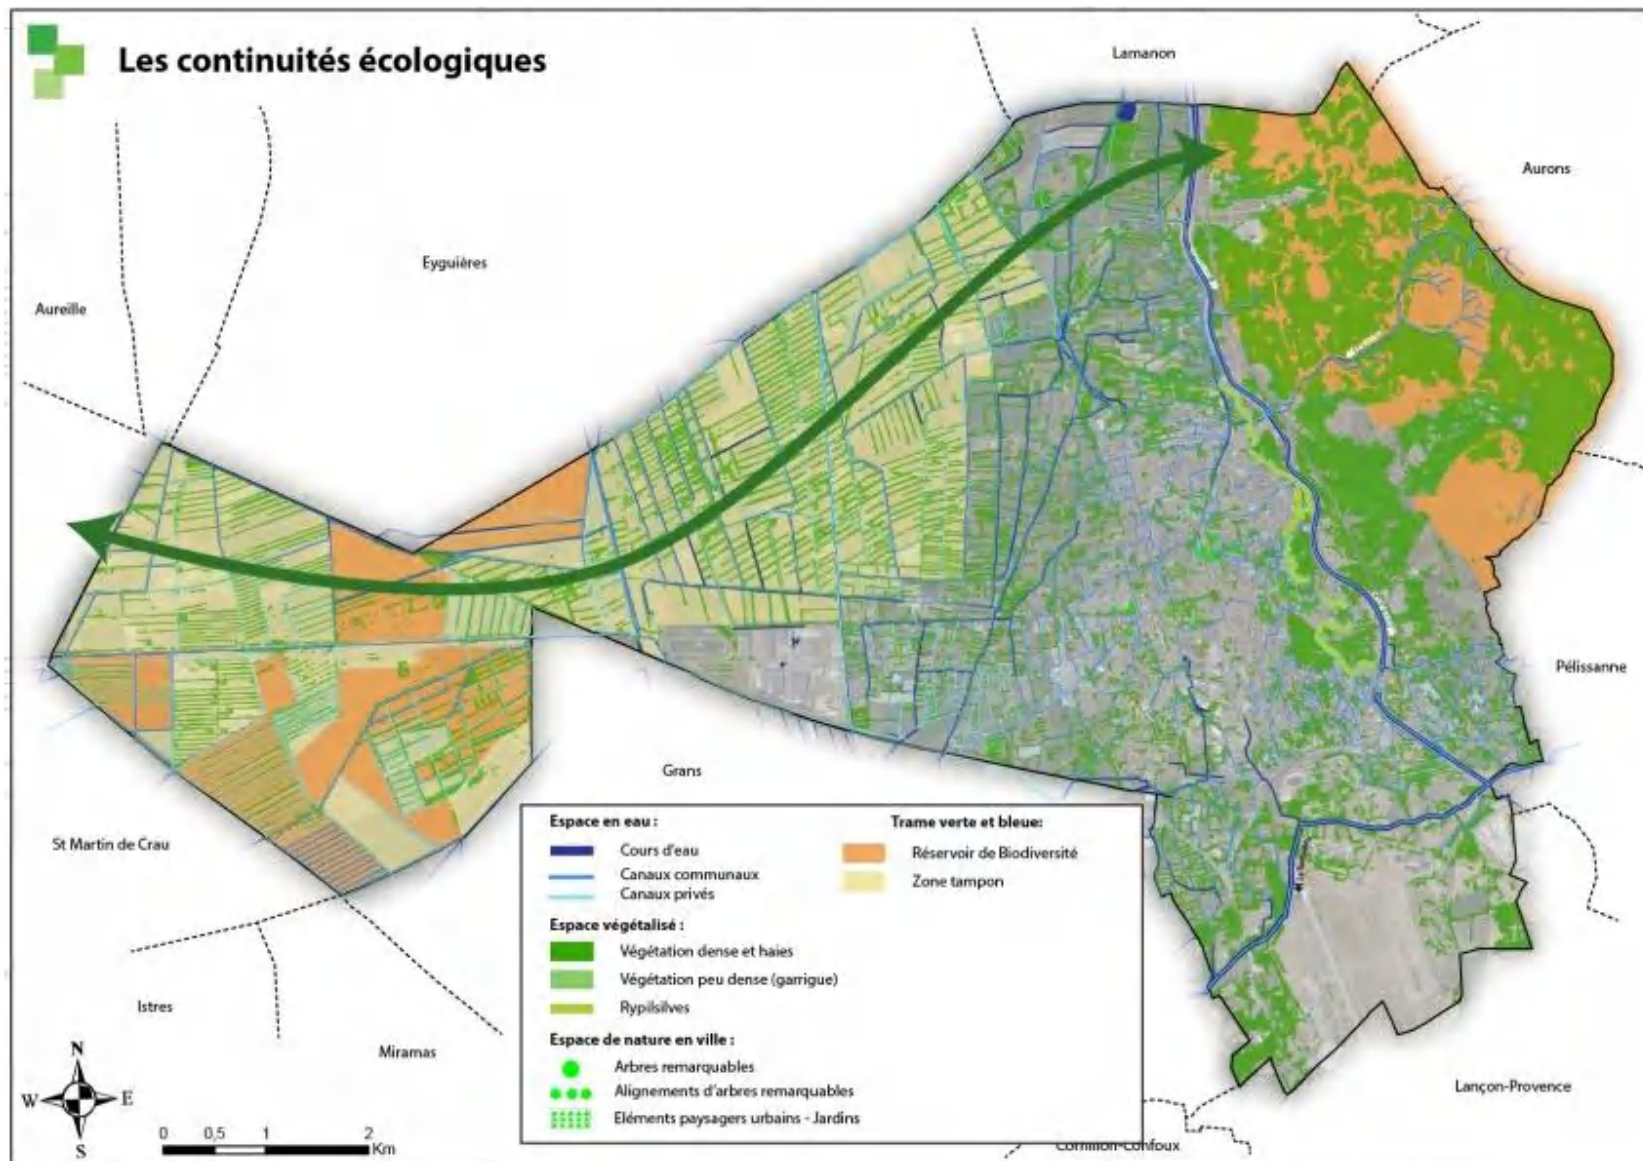 Les continuités écologiques
Lamanon
Aurons
Eyguières
Aureille
Pélissanne
Grans
St Martin de Crau
Istres
Miramas
Lançon-Provence
Cornillon-Confoux
Espace en eau :
Cours d'eau
Canaux communaux
Canaux privés
Trame verte et bleue:
Réservoir de Biodiversité
Zone tampon
Espace végétalisé :
Végétation dense et haies
Végétation peu dense (garrigue)
Rypilsilves
Espace de nature en ville :
Arbres remarquables
Alignements d'arbres remarquables
Eléments paysagers urbains - Jardins
N
W
E
S
0 0,5 1 2
Km